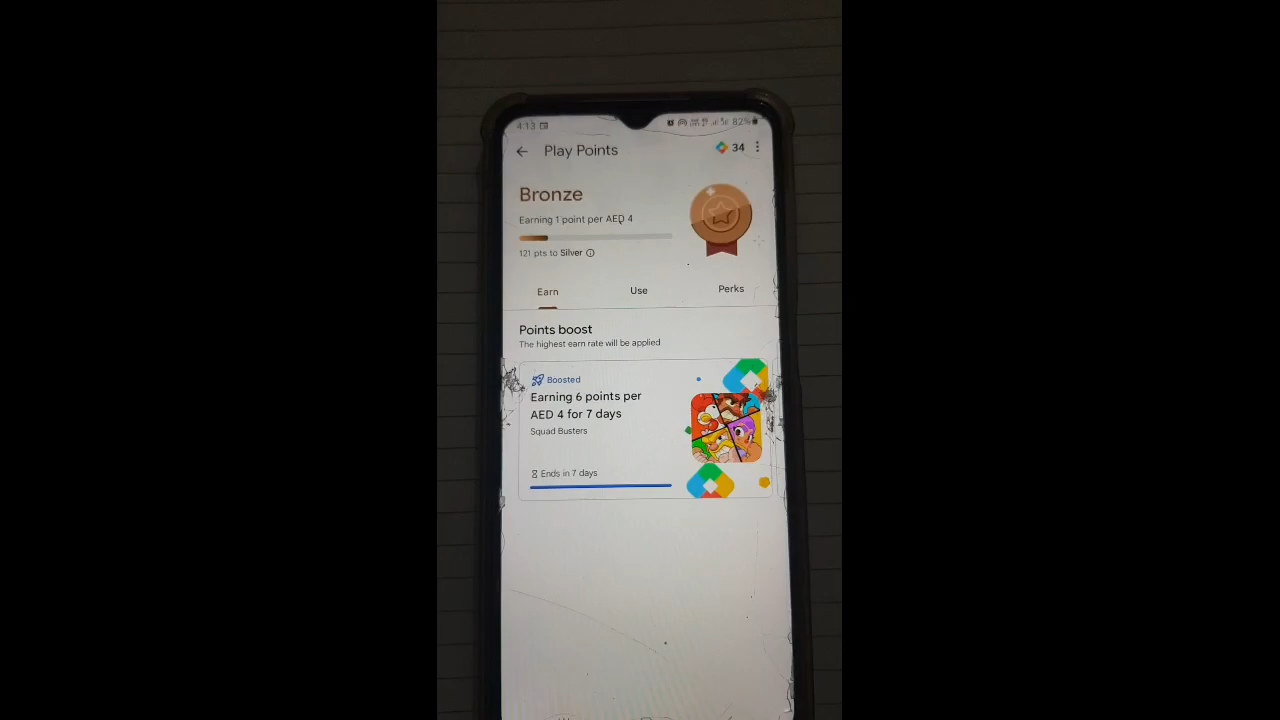 4:13
82%
Play Points
34
Bronze
Earning 1 point per AED 4
121 pts to Silver
Earn
Use
Perks
Points boost
The highest earn rate will be applied
Boosted
Earning 6 points per
AED 4 for 7 days
Squad Busters
Ends in 7 days